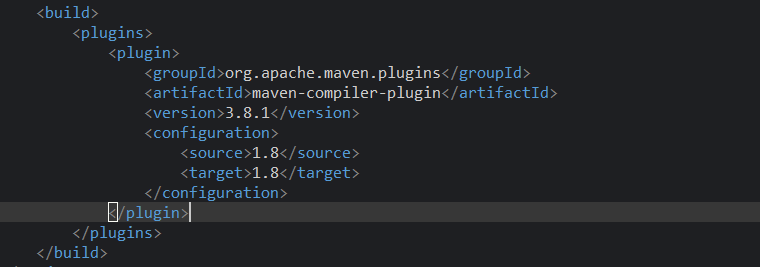 <build>
<plugins>
<plugin>
<groupId>org.apache.maven.plugins</groupId>
<artifactId>maven-compiler-plugin</artifactId>
<version>3.8.1</version>
<configuration>
<source>1.8</source>
<target>1.8</target>
</configuration>
</plugin>
</plugins>
</build>